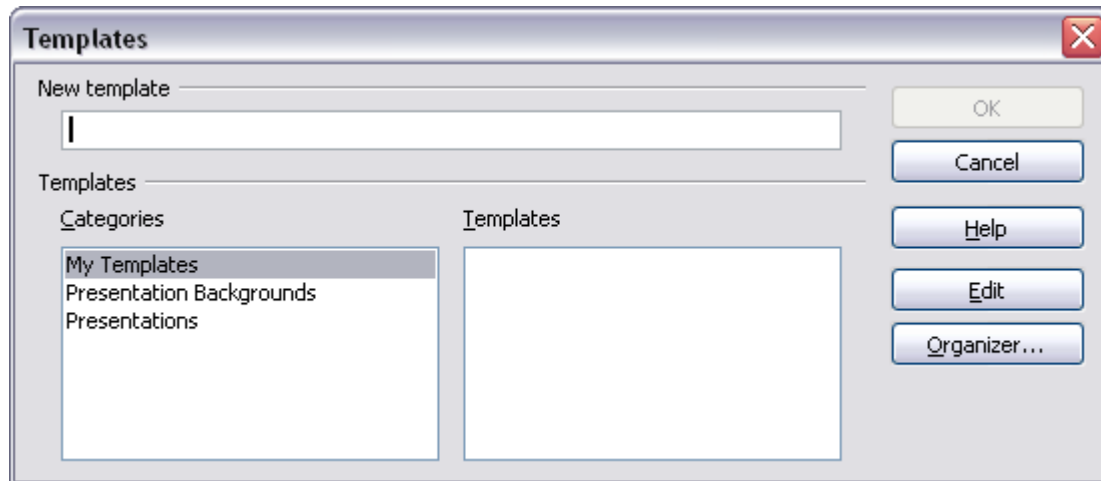 Templates
New template
OK
Cancel
Templates
Categories
Templates
Help
My Templates
Presentation Backgrounds
Presentations
Edit
Organizer...